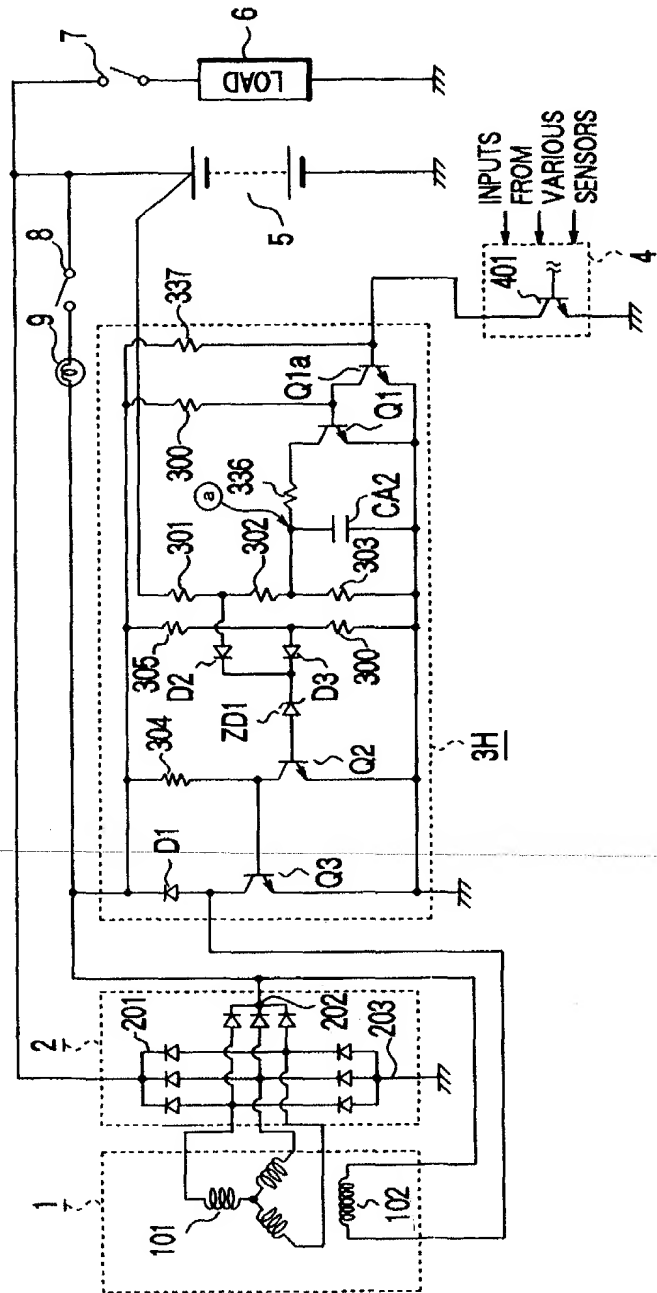 7
6
LOAD
5
8
9
INPUTS
FROM
VARIOUS
SENSORS
4
401
337
300
Q1a
Q1
336
a
CA2
301
302
303
305
D2
D3
300
ZD1
304
Q2
3H
D1
Q3
2
201
202
203
1
101
102